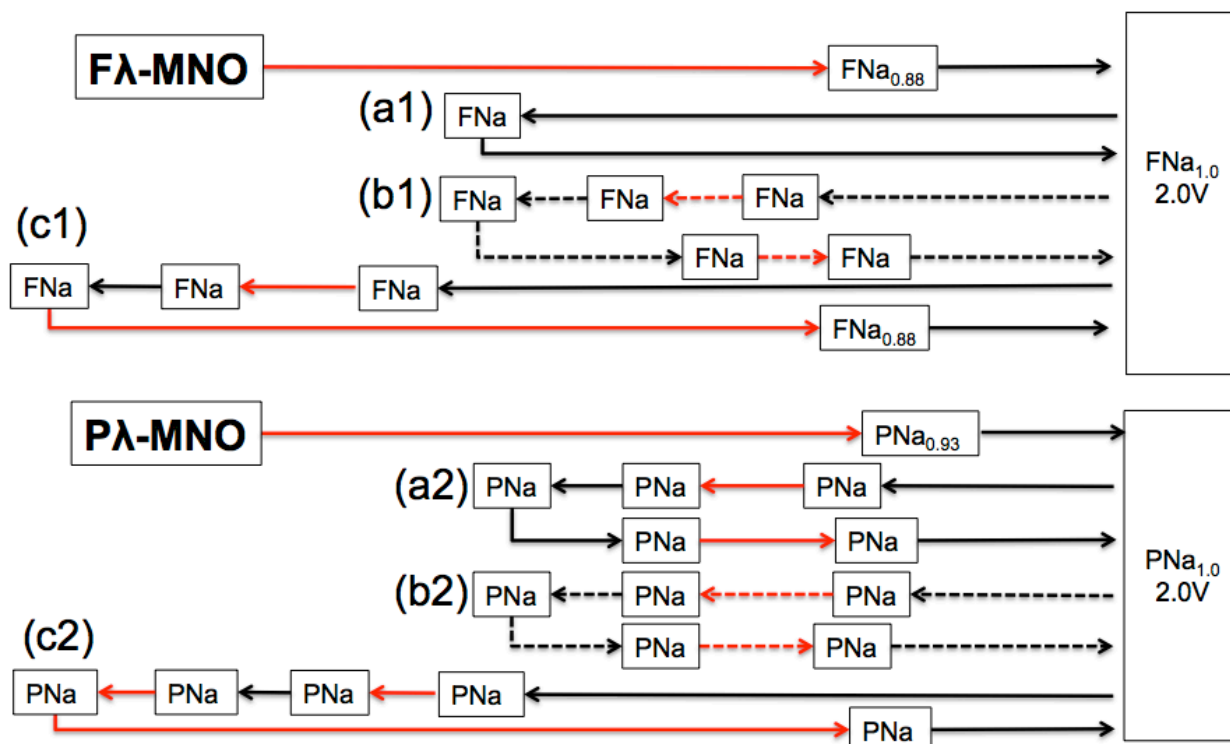 Fλ-MNO FNa0.88
(a1) FNa
FNa1.0
2.0V
(b1) FNa FNa FNa
FNa FNa
(c1)
FNa FNa FNa
FNa0.88
Pλ-MNO PNa0.93
(a2) PNa PNa PNa
PNa PNa
PNa1.0
2.0V
(b2) PNa PNa PNa
PNa PNa
(c2)
PNa PNa PNa PNa
PNa